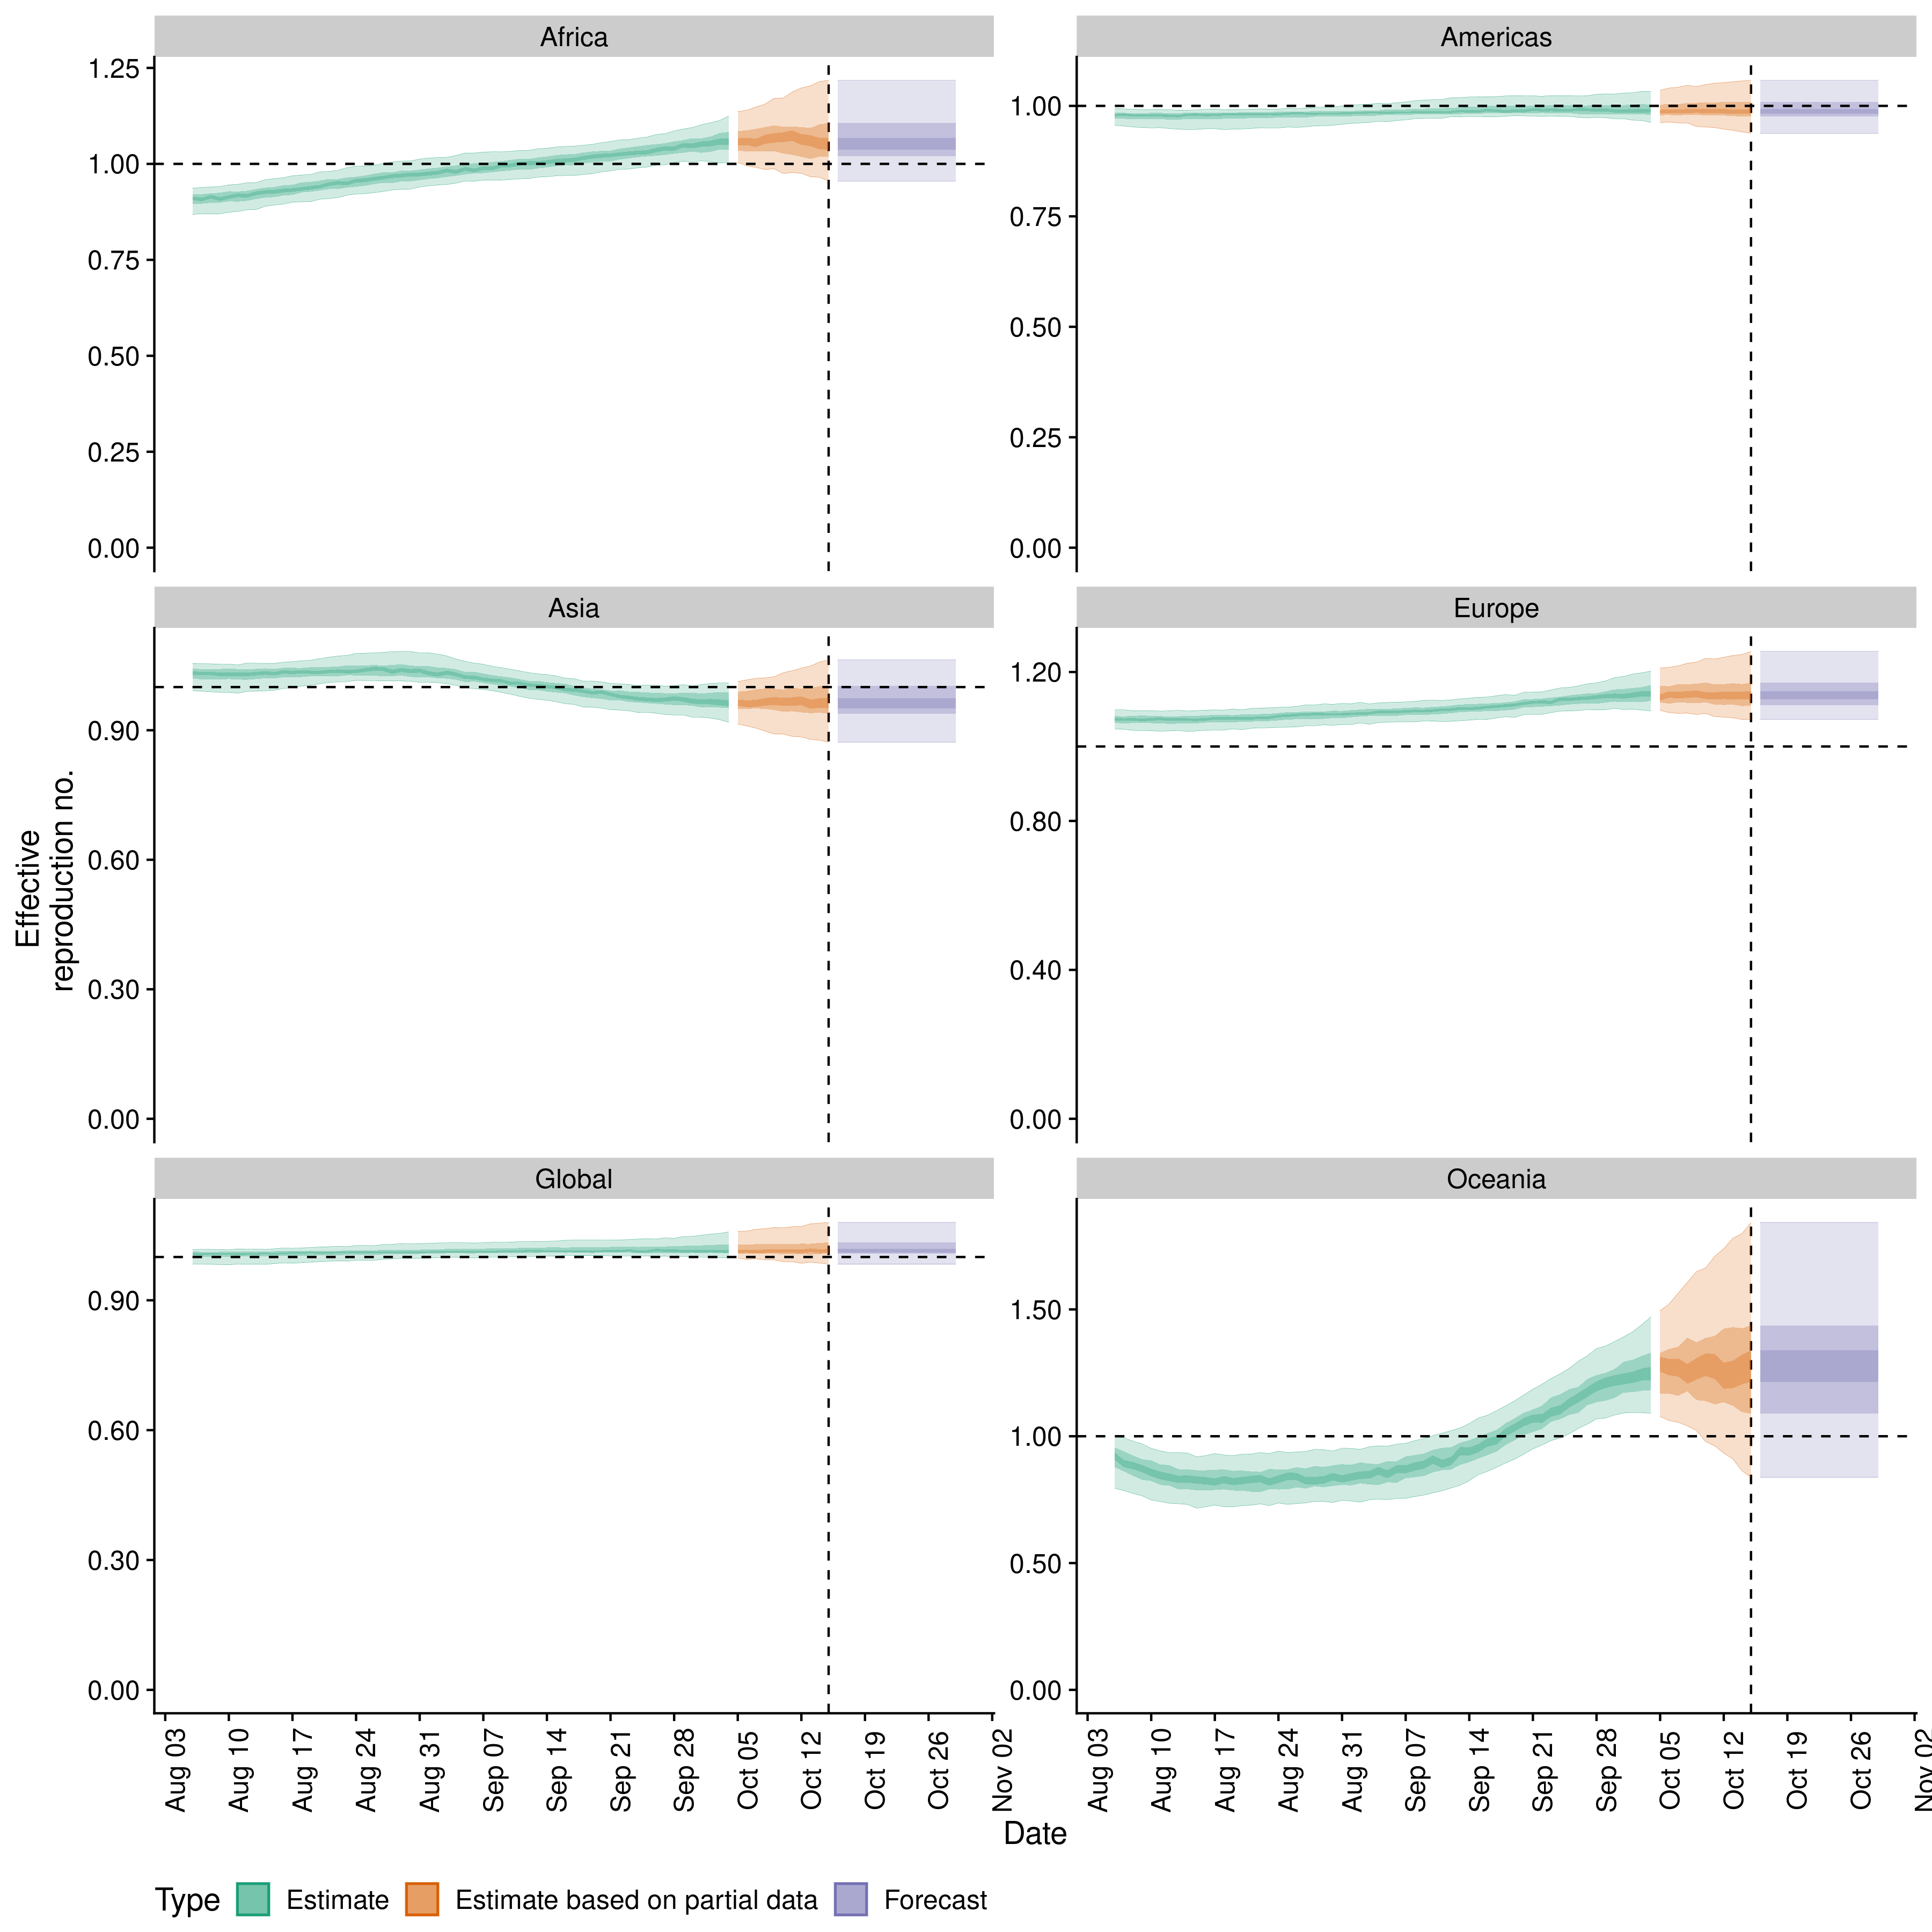 Africa
Americas
1.25
1.00
0.75
0.50
0.25
0.00
1.00
0.75
0.50
0.25
0.00
Asia
Europe
0.90
0.60
0.30
0.00
1.20
0.80
0.40
0.00
Effective
reproduction no.
Global
Oceania
0.90
0.60
0.30
0.00
1.50
1.00
0.50
0.00
Aug 03
Aug 10
Aug 17
Aug 24
Aug 31
Sep 07
Sep 14
Sep 21
Sep 28
Oct 05
Oct 12
Oct 19
Oct 26
Nov 02
Aug 03
Aug 10
Aug 17
Aug 24
Aug 31
Sep 07
Sep 14
Sep 21
Sep 28
Oct 05
Oct 12
Oct 19
Oct 26
Nov 02
Date
Type Estimate Estimate based on partial data Forecast